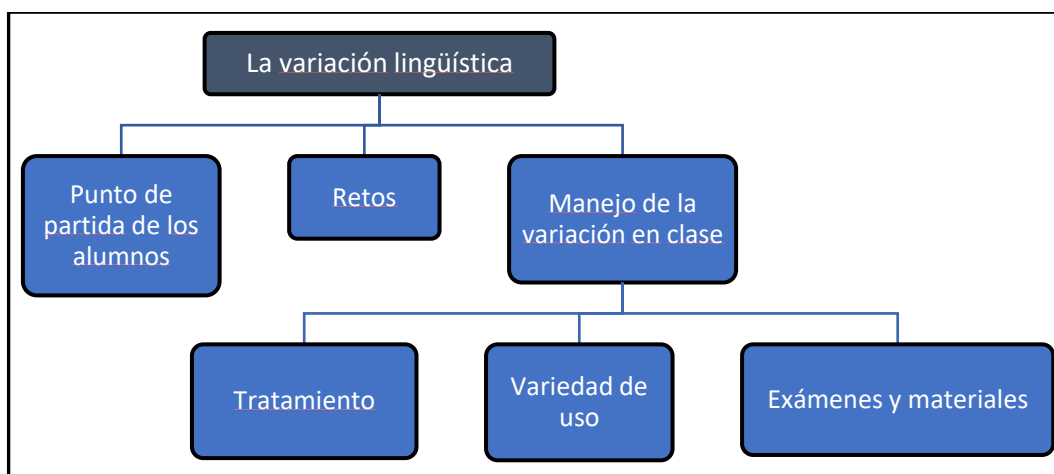 La variación lingüística
Punto de
partida de los
alumnos
Retos
Manejo de la
variación en clase
Tratamiento
Variedad de
uso
Exámenes y materiales